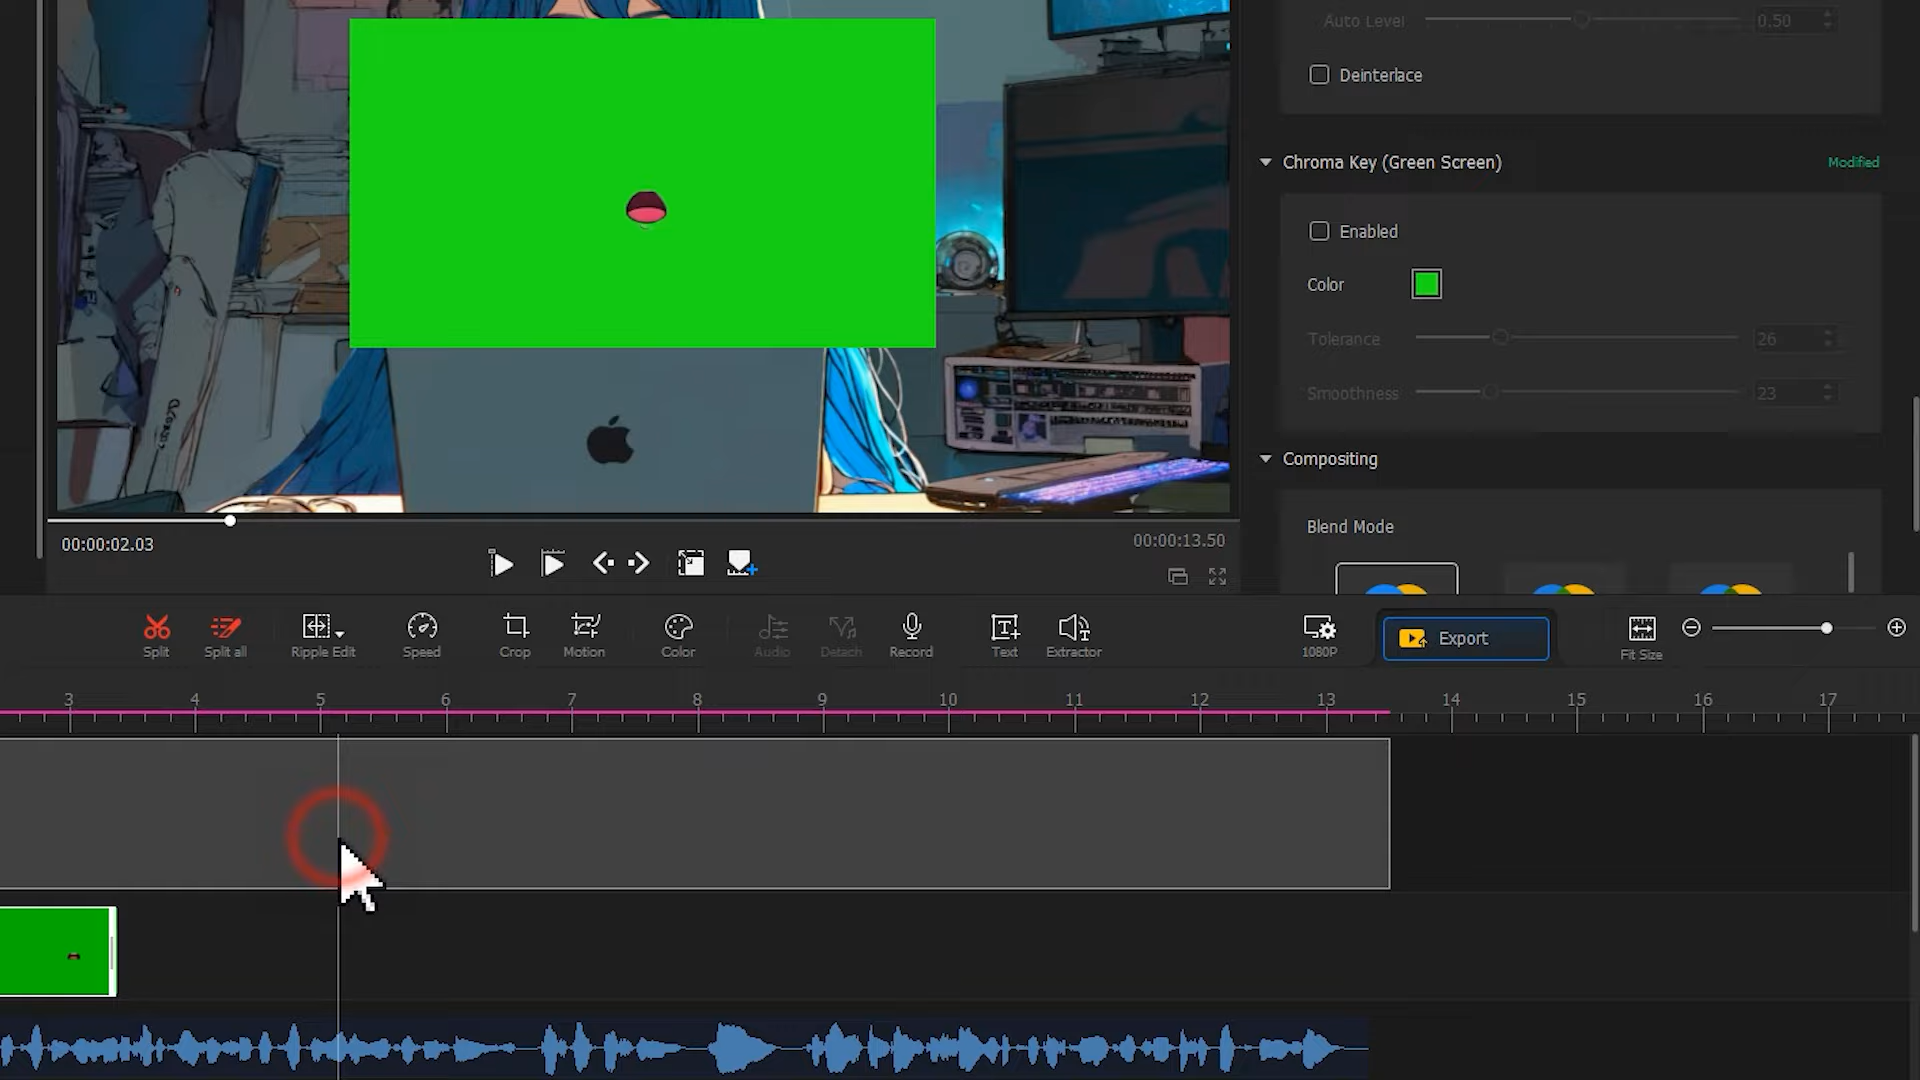 Auto Level 0.50
Deinterlace
Chroma Key (Green Screen) Modified
Enabled
Color
Tolerance 26
Smoothness 23
Compositing
Blend Mode
00:00:02.03
00:00:13.50
Split
Split all
Ripple Edit
Speed
Crop
Motion
Color
Audio
Detach
Record
Text
Extractor
1080P
Export
Fit Size
3 4 5 6 7 8 9 10 11 12 13 14 15 16 17